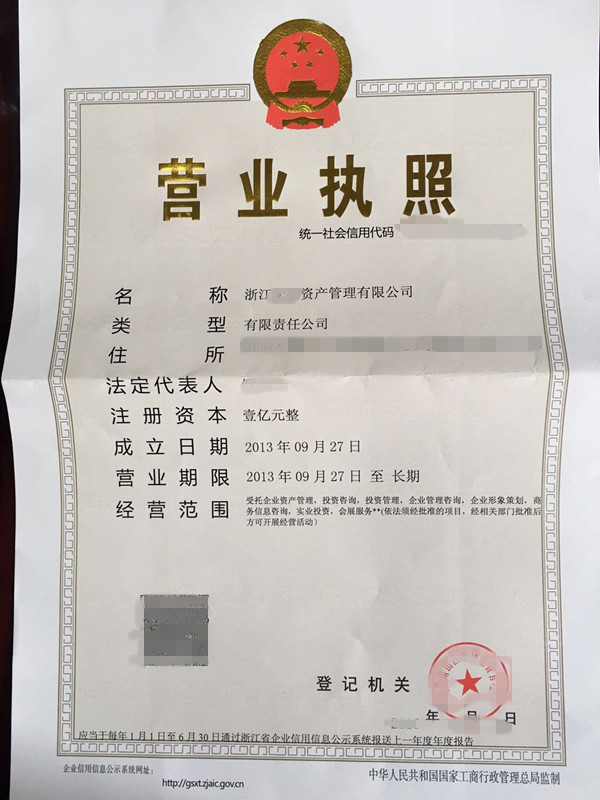 营业执照
统一社会信用代码
名称 浙江 资产管理有限公司
类型 有限责任公司
住所
法定代表人
注册资本 壹亿元整
成立日期 2013年09月27日
营业期限 2013年09月27日至长期
经营范围 受托企业资产管理，投资咨询，投资管理，企业管理咨询，企业形象策划，商
务信息咨询，实业投资，会展服务**(依法须经批准的项目，经相关部门批准后
方可开展经营活动）
登记机关
年 月 日
应当于每年1月1日至6月30日通过浙江省企业信用信息公示系统报送上一年度年度报告
企业信用信息公示系统网址：
http://gsxt.zjaic.gov.cn
中华人民共和国国家工商行政管理总局监制